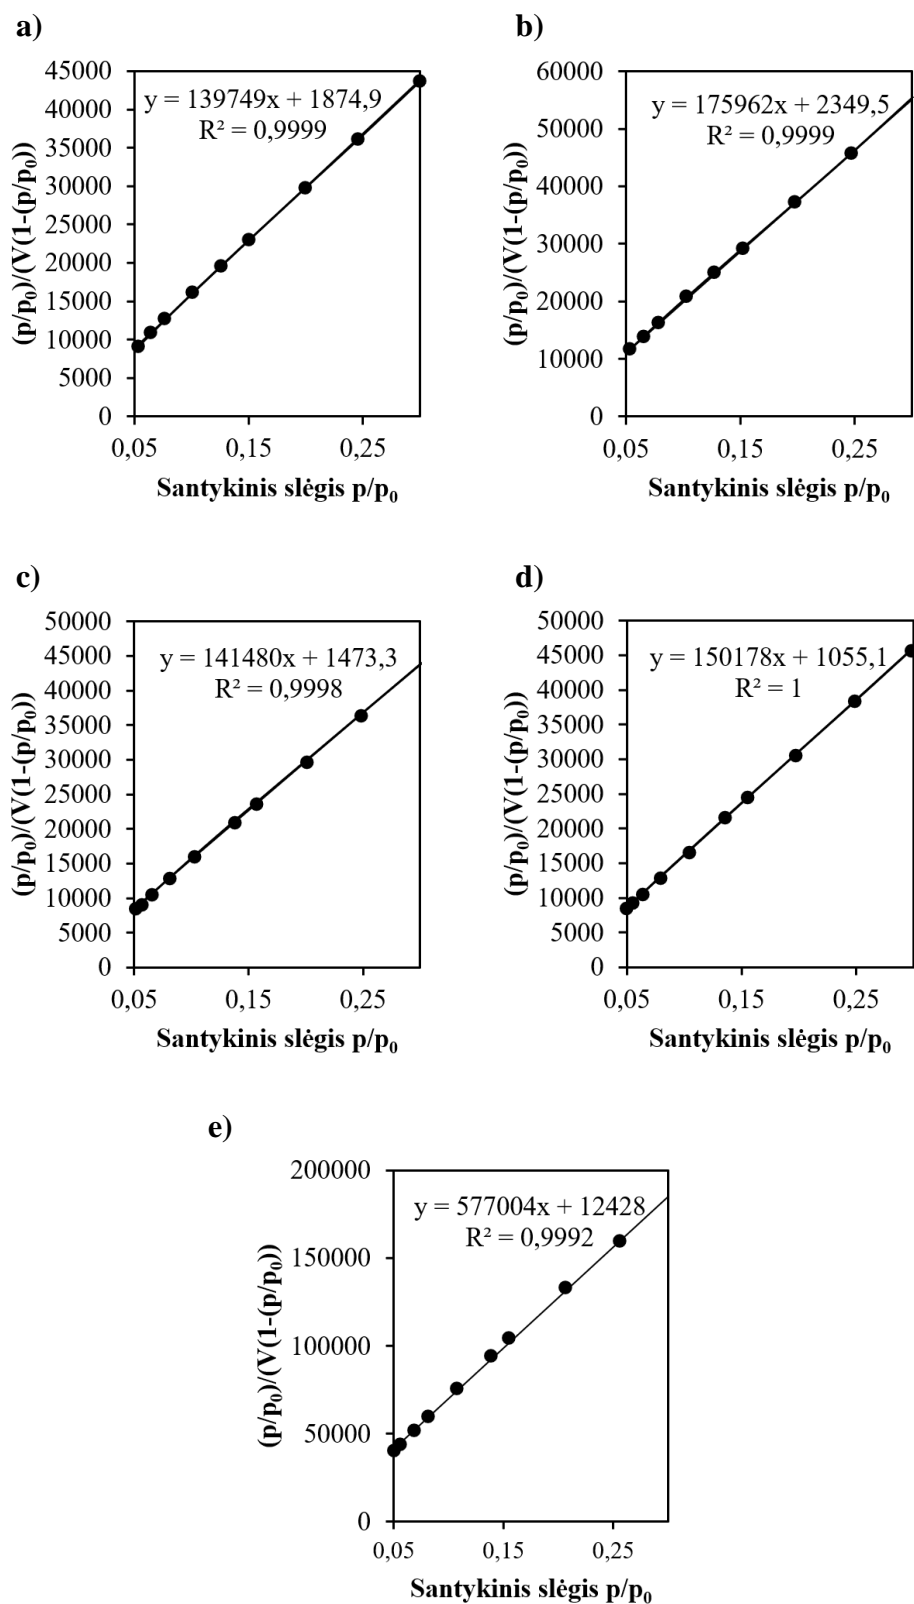 a)
(p/p₀)/(V(1-(p/p₀))
45000
40000
35000
30000
25000
20000
15000
10000
5000
0
y = 139749x + 1874,9
R² = 0,9999
0,05 0,15 0,25
Santykinis slėgis p/p₀
b)
(p/p₀)/(V(1-(p/p₀))
60000
50000
40000
30000
20000
10000
0
y = 175962x + 2349,5
R² = 0,9999
0,05 0,15 0,25
Santykinis slėgis p/p₀
c)
(p/p₀)/(V(1-(p/p₀))
50000
45000
40000
35000
30000
25000
20000
15000
10000
5000
0
y = 141480x + 1473,3
R² = 0,9998
0,05 0,15 0,25
Santykinis slėgis p/p₀
d)
(p/p₀)/(V(1-(p/p₀))
50000
45000
40000
35000
30000
25000
20000
15000
10000
5000
0
y = 150178x + 1055,1
R² = 1
0,05 0,15 0,25
Santykinis slėgis p/p₀
e)
(p/p₀)/(V(1-(p/p₀))
200000
150000
100000
50000
0
y = 577004x + 12428
R² = 0,9992
0,05 0,15 0,25
Santykinis slėgis p/p₀